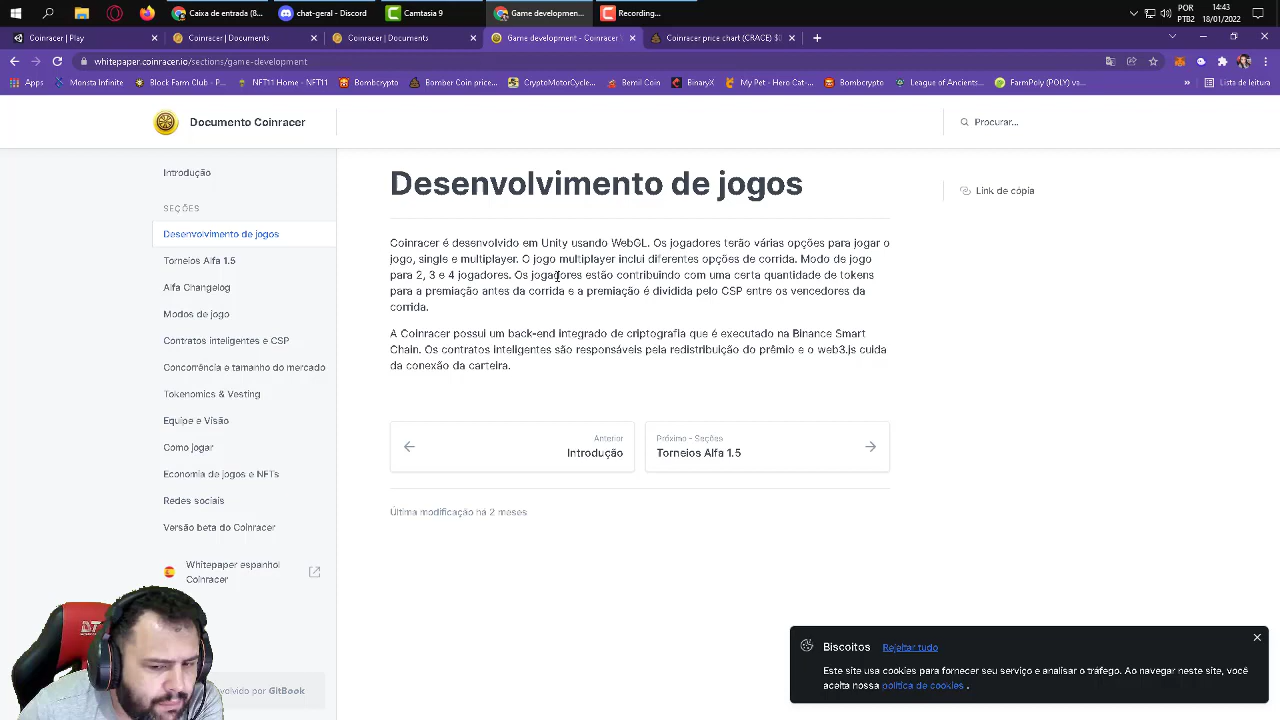 Caixa de entrada (8...
chat-geral - Discord
Camtasia 9
Game developmen...
Recording...
POR
PTB2
14:43
18/01/2022
Coinracer | Play
Coinracer | Documents
Coinracer | Documents
Game development - Coinracer
Coinracer price chart (CRACE) $0
whitepaper.coinracer.io/sections/game-development
Apps
Monsta Infinite
Block Farm Club - P...
NFT11 Home - NFT11
Bombcrypto
Bomber Coin price...
CryptoMotorCycle...
Bemil Coin
BinaryX
My Pet - Hero Cat-...
Bombcrypto
League of Ancients...
FarmPoly (POLY) va...
»
Lista de leitura
Documento Coinracer
Procurar...
Introdução
SEÇÕES
Desenvolvimento de jogos
Torneios Alfa 1.5
Alfa Changelog
Modos de jogo
Contratos inteligentes e CSP
Concorrência e tamanho do mercado
Tokenomics & Vesting
Equipe e Visão
Como jogar
Economia de jogos e NFTs
Redes sociais
Versão beta do Coinracer
Whitepaper espanhol
Coinracer
vido por GitBook
Desenvolvimento de jogos
Link de cópia
Coinracer é desenvolvido em Unity usando WebGL. Os jogadores terão várias opções para jogar o
jogo, single e multiplayer. O jogo multiplayer inclui diferentes opções de corrida. Modo de jogo
para 2, 3 e 4 jogadores. Os jogadores estão contribuindo com uma certa quantidade de tokens
para a premiação antes da corrida e a premiação é dividida pelo CSP entre os vencedores da
corrida.
A Coinracer possui um back-end integrado de criptografia que é executado na Binance Smart
Chain. Os contratos inteligentes são responsáveis pela redistribuição do prêmio e o web3.js cuida
da conexão da carteira.
Anterior
Introdução
Próximo - Seções
Torneios Alfa 1.5
Última modificação há 2 meses
Biscoitos Rejeitar tudo
Este site usa cookies para fornecer seu serviço e analisar o tráfego. Ao navegar neste site, você
aceita nossa política de cookies .